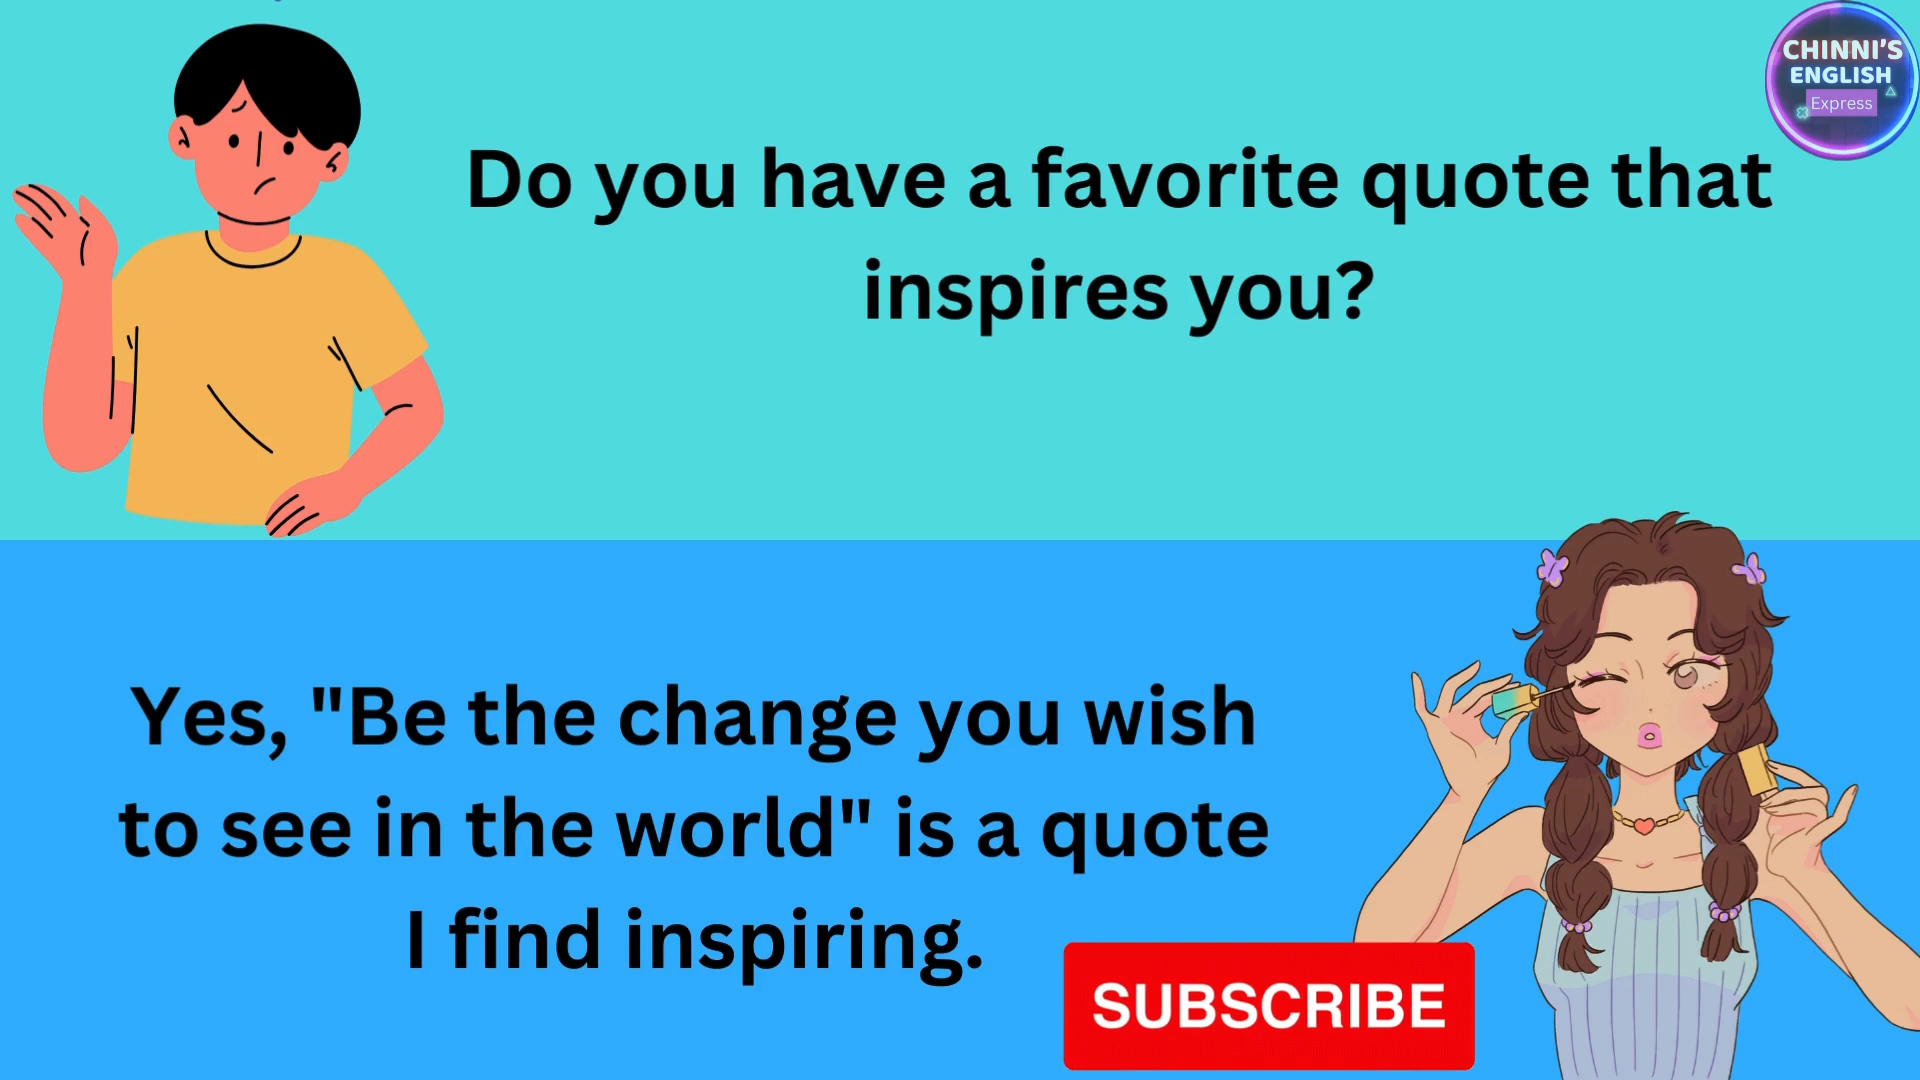 CHINNI'S
ENGLISH
Express
Do you have a favorite quote that
inspires you?
Yes, "Be the change you wish
to see in the world" is a quote
I find inspiring.
SUBSCRIBE